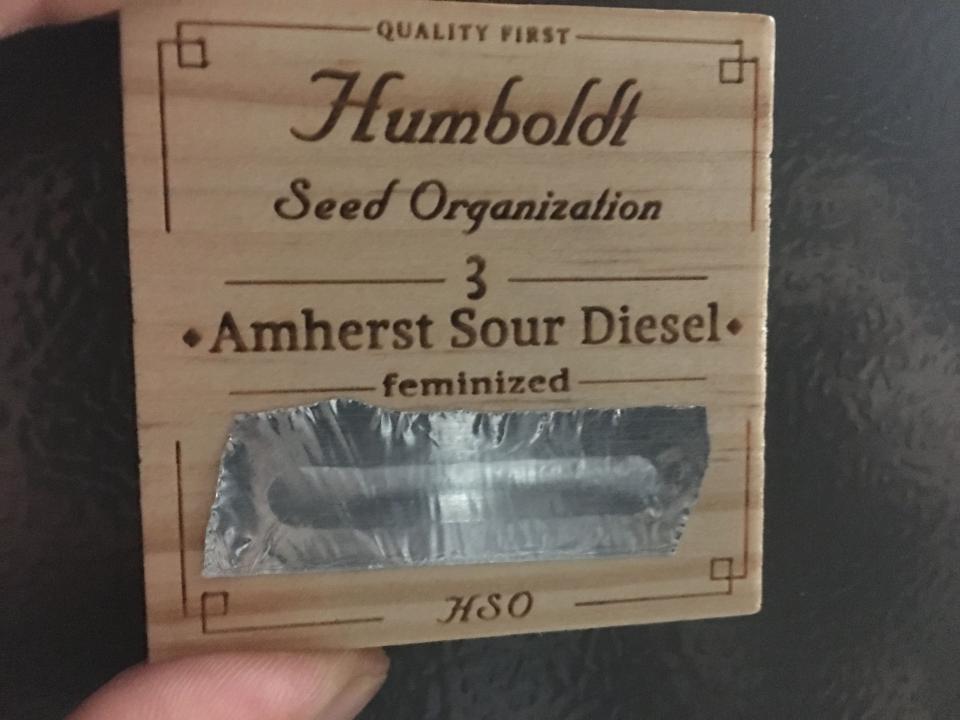 QUALITY FIRST
Humboldt
Seed Organization
3
Amherst Sour Diesel
feminized
HSO